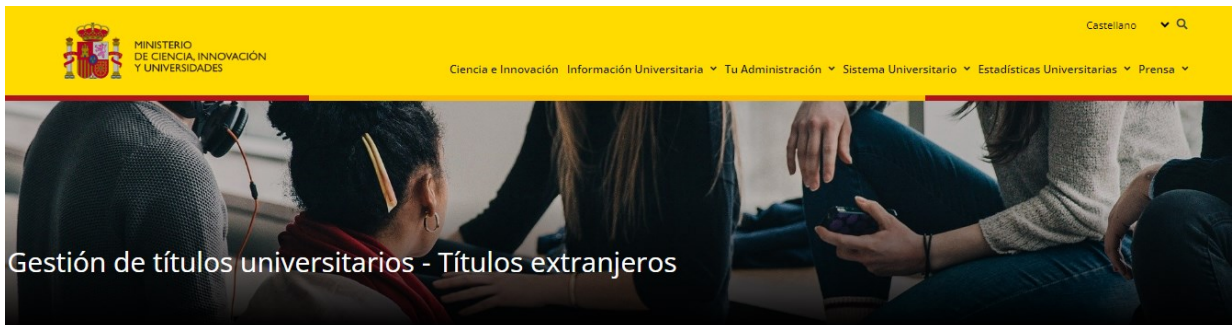 Castellano
MINISTERIO
DE CIENCIA, INNOVACIÓN
Y UNIVERSIDADES
Ciencia e Innovación Información Universitaria Tu Administración Sistema Universitario Estadísticas Universitarias Prensa
Gestión de títulos universitarios - Títulos extranjeros